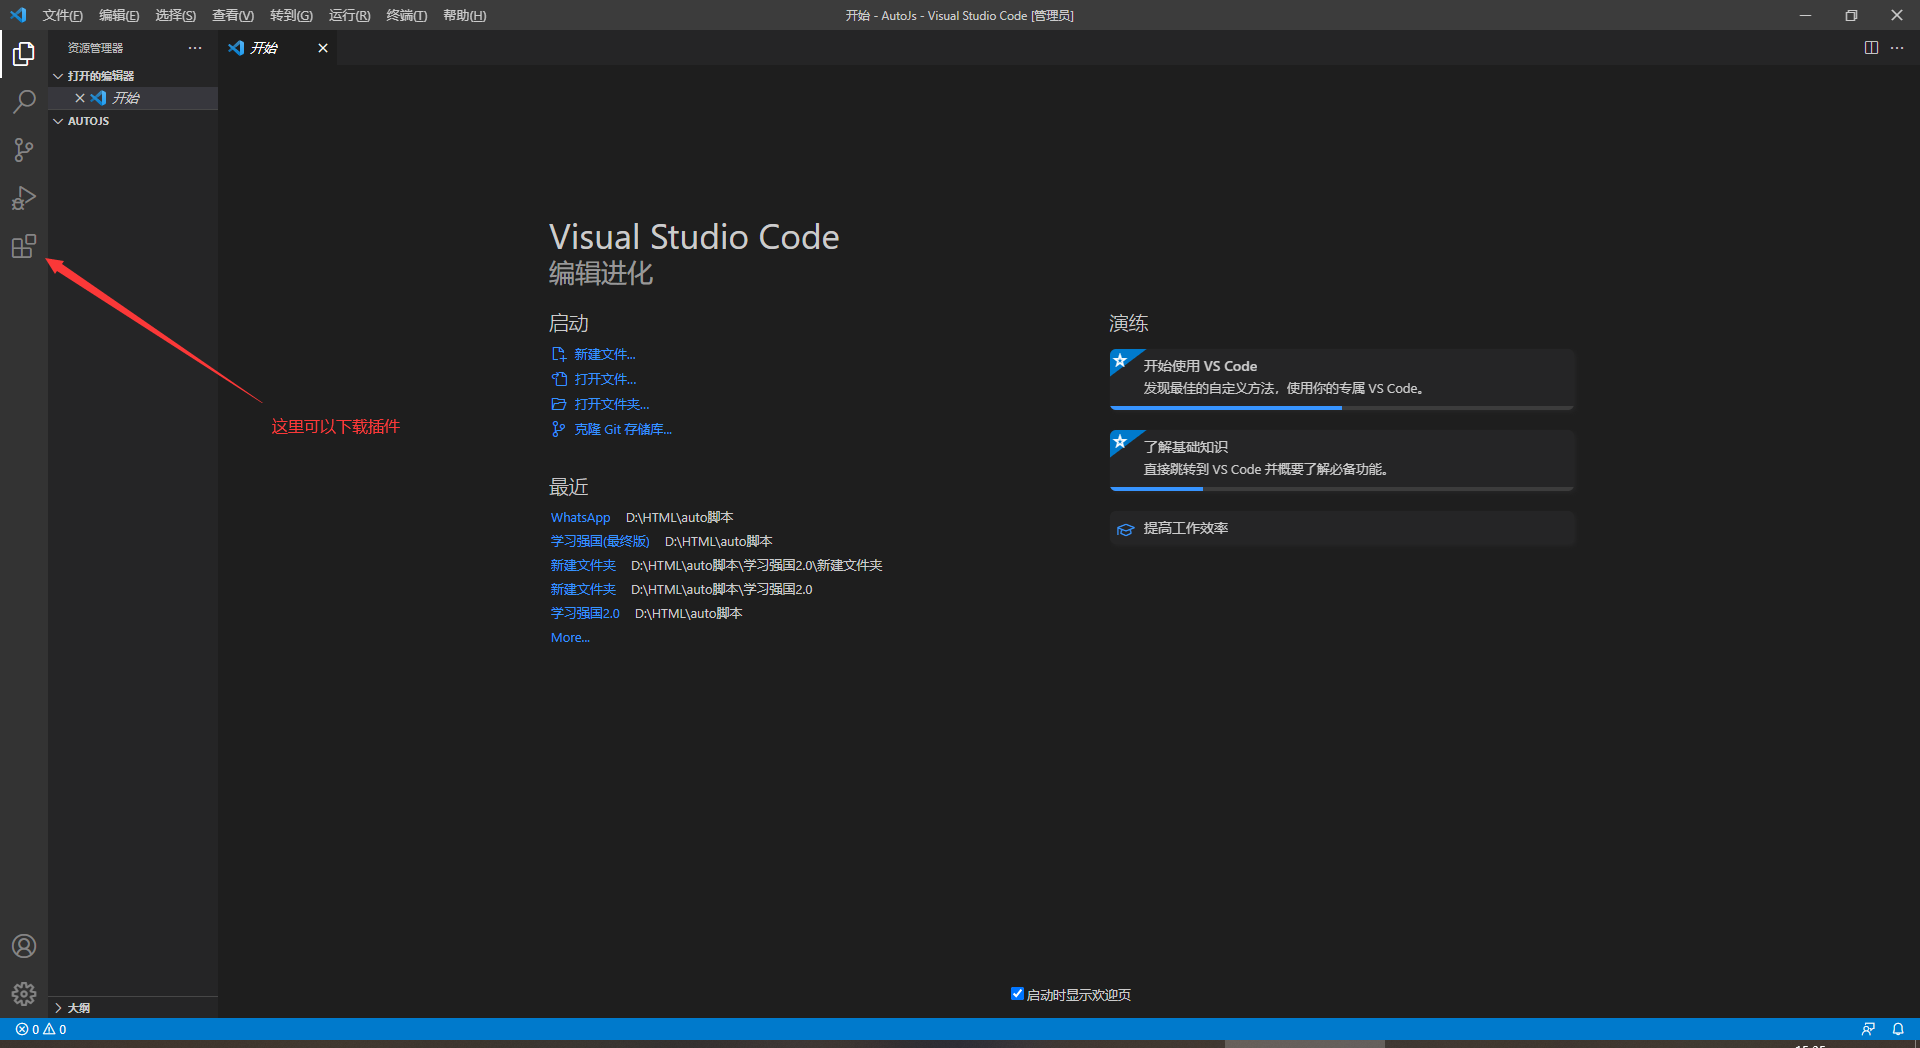 文件(F) 编辑(E) 选择(S) 查看(V) 转到(G) 运行(R) 终端(T) 帮助(H)
开始 - AutoJs - Visual Studio Code [管理员]
资源管理器
开始
打开的编辑器
开始
AUTOJS
Visual Studio Code
编辑进化
启动
新建文件...
打开文件...
打开文件夹...
克隆 Git 存储库...
这里可以下载插件
最近
WhatsApp D:\HTML\auto脚本
学习强国(最终版) D:\HTML\auto脚本
新建文件夹 D:\HTML\auto脚本\学习强国2.0\新建文件夹
新建文件夹 D:\HTML\auto脚本\学习强国2.0
学习强国2.0 D:\HTML\auto脚本
More...
演练
开始使用 VS Code
发现最佳的自定义方法，使用你的专属 VS Code。
了解基础知识
直接跳转到 VS Code 并概要了解必备功能。
提高工作效率
启动时显示欢迎页
大纲
0 0